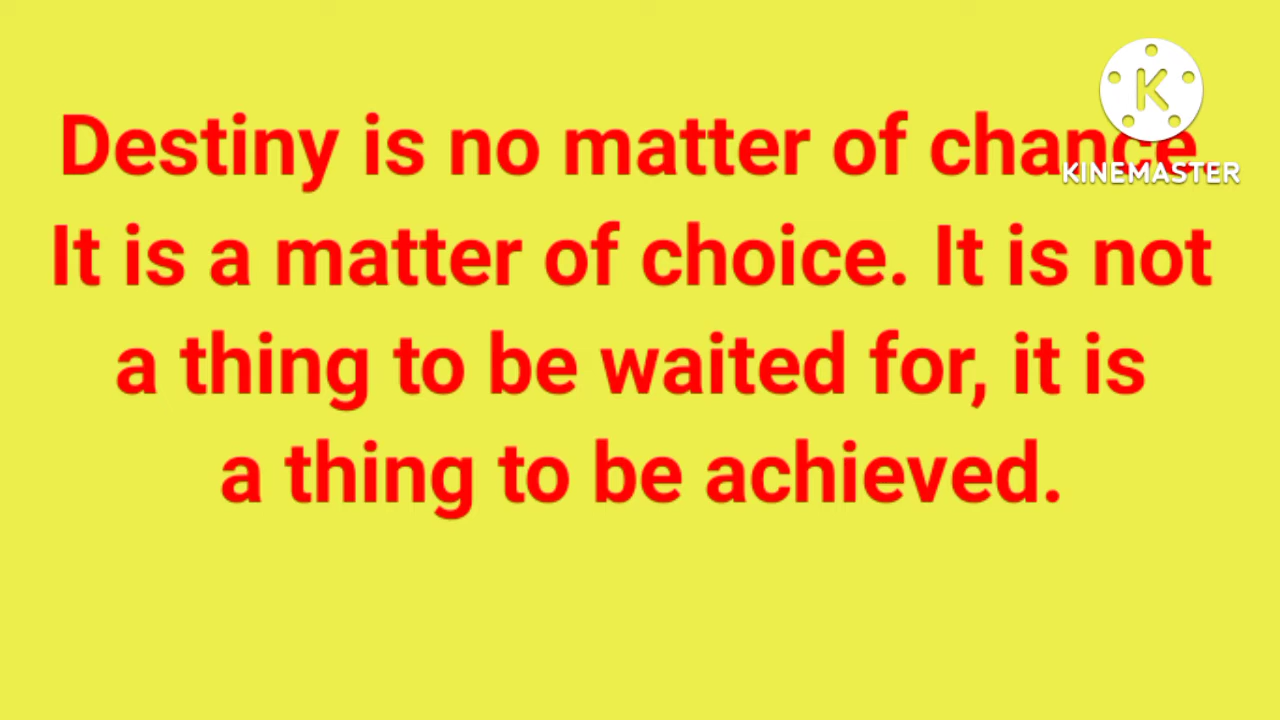 Destiny is no matter of chance
It is a matter of choice. It is not
a thing to be waited for, it is
a thing to be achieved.
K
KINEMASTER